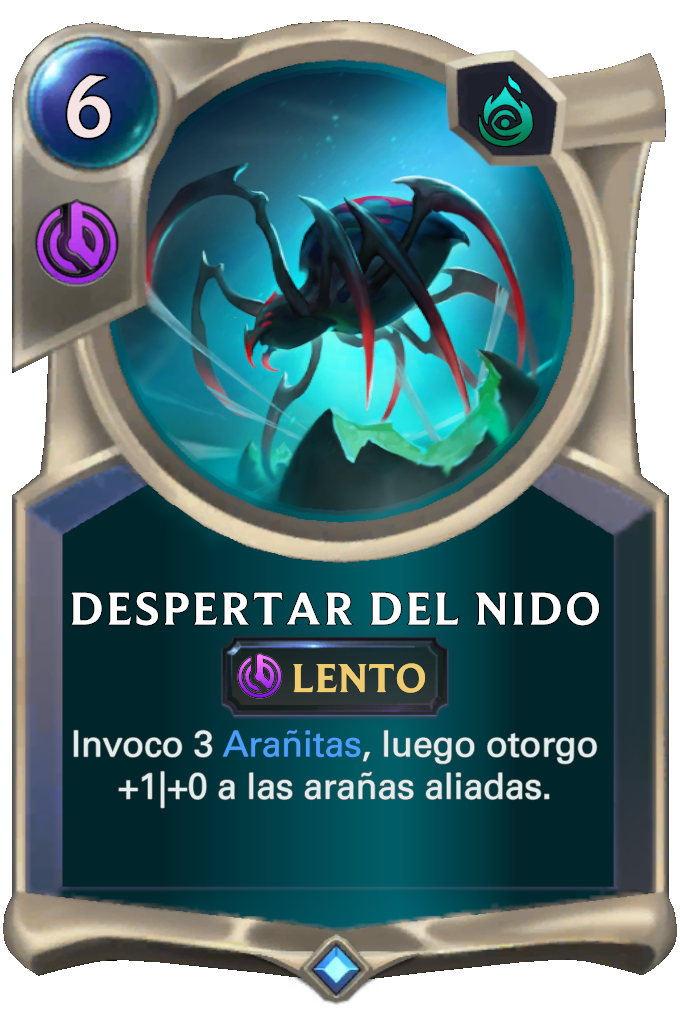 6
DESPERTAR DEL NIDO
LENTO
Invoco 3 Arañitas, luego otorgo
+1|+0 a las arañas aliadas.